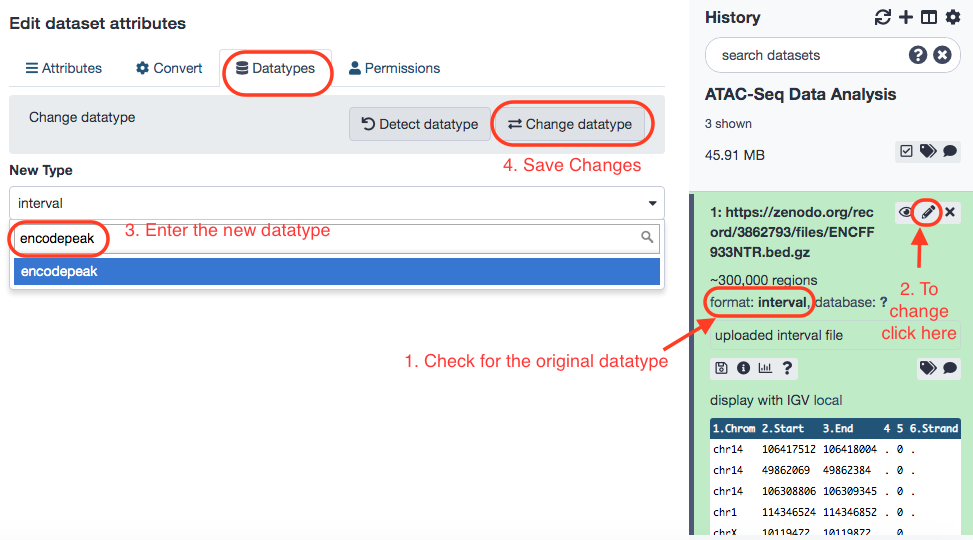 Edit dataset attributes
Attributes
Convert
Datatypes
Permissions
Change datatype
Detect datatype
Change datatype
4. Save Changes
New Type
interval
encodepeak
3. Enter the new datatype
encodepeak
1. Check for the original datatype
History
search datasets
ATAC-Seq Data Analysis
3 shown
45.91 MB
1: https://zenodo.org/rec
ord/3862793/files/ENCFF
933NTR.bed.gz
~300,000 regions
format: interval, database: ?
2. To
change
click here
uploaded interval file
display with IGV local
1.Chrom 2.Start 3.End 4 5 6.Strand
chr14 106417512 106418004 . 0 .
chr14 49862069 49862384 . 0 .
chr14 106308806 106309345 . 0 .
chr1 114346524 114346852 . 0 .
chrX 10119472 10119872 . 0 .